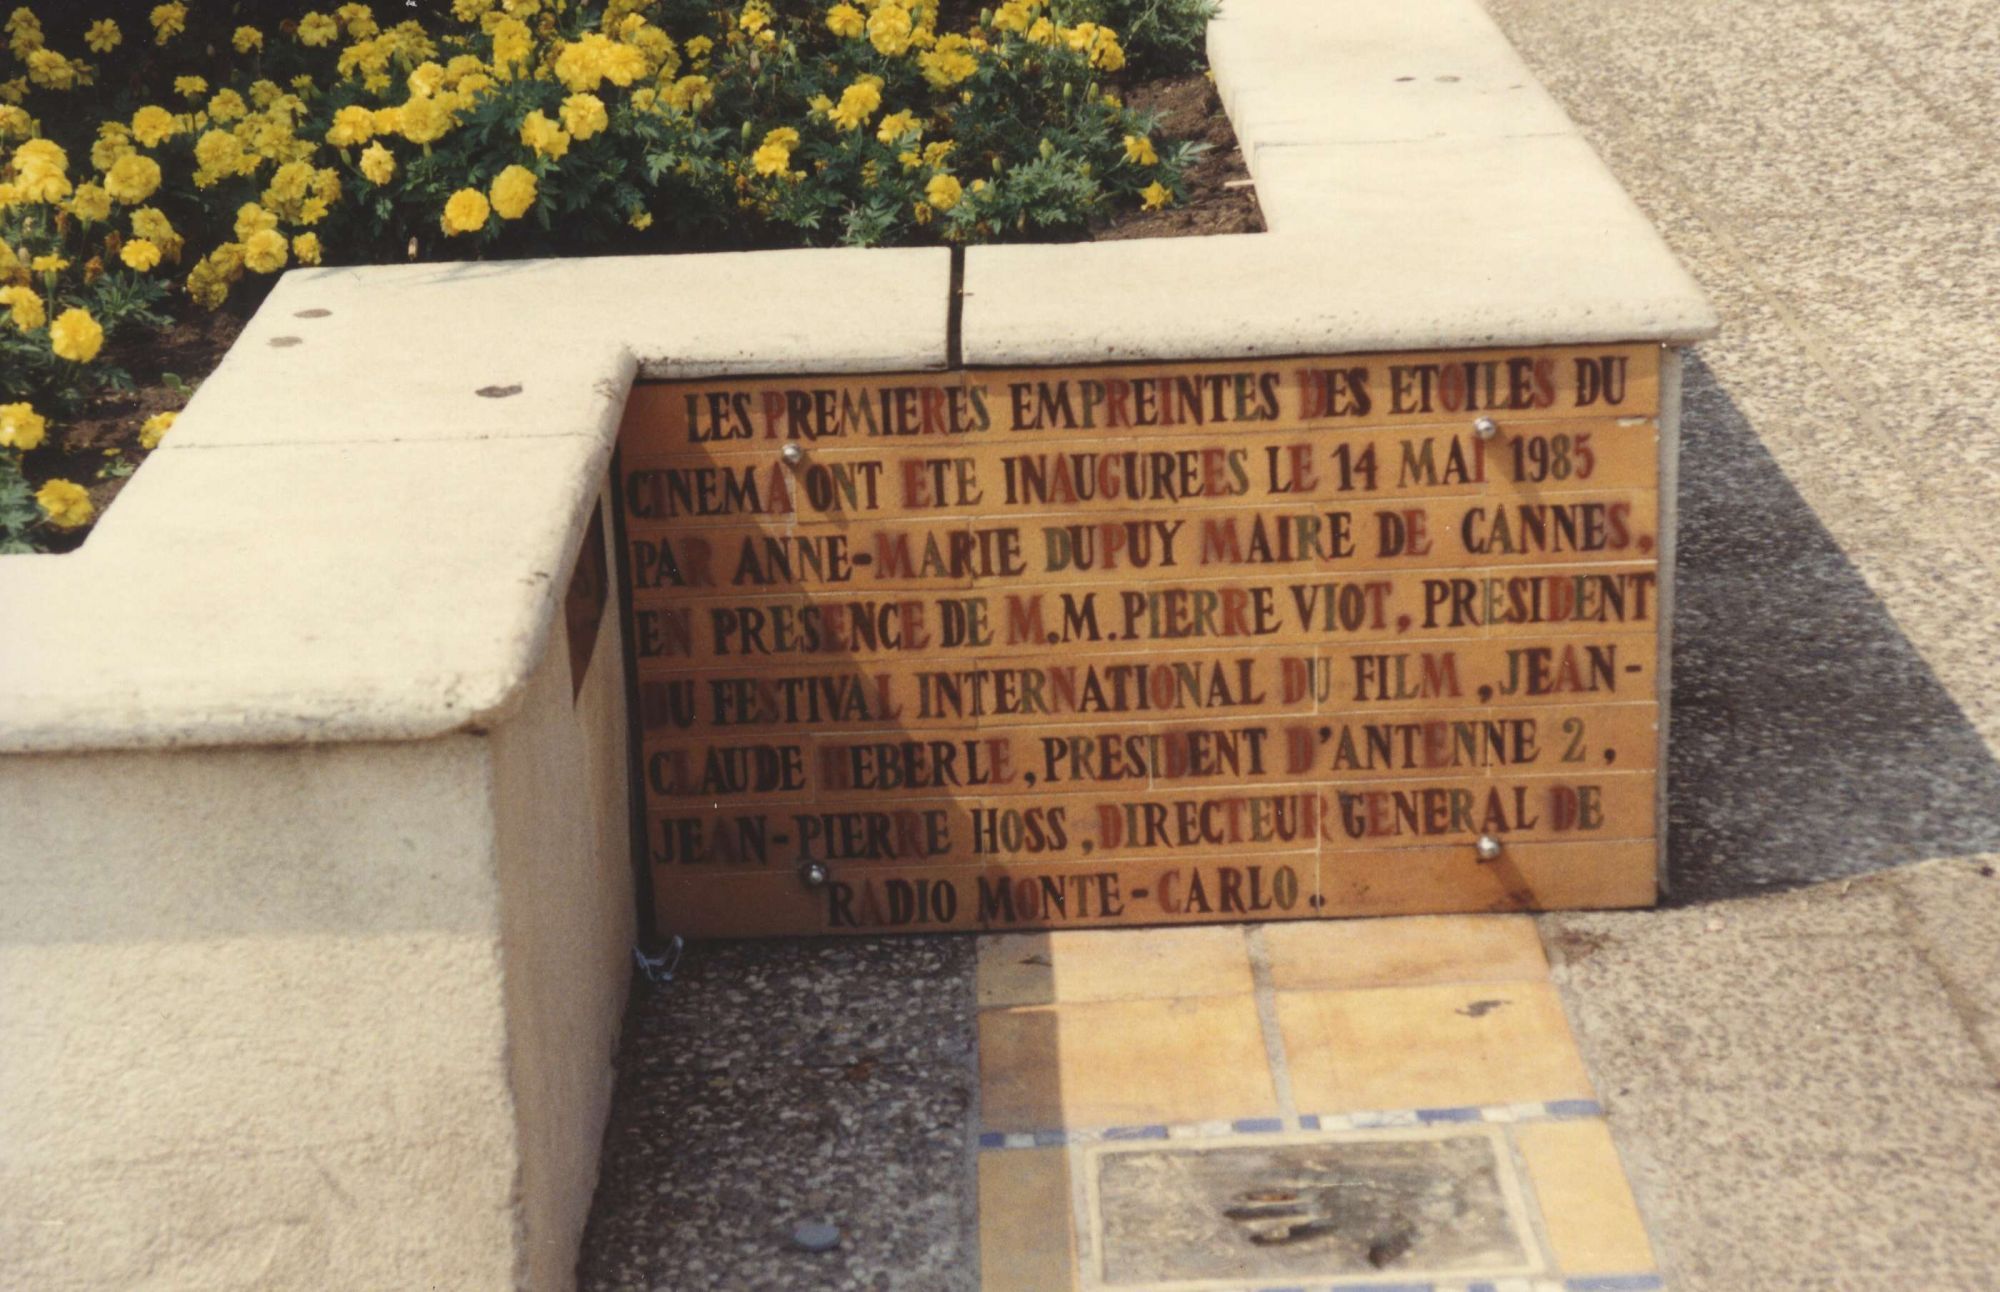 LES PREMIERES EMPREINTES DES ETOILES DU
CINEMA ONT ETE INAUGUREES LE 14 MAI 1985
PAR ANNE-MARIE DUPUY MAIRE DE CANNES,
EN PRESENCE DE M.M. PIERRE VIOT, PRESIDENT
DU FESTIVAL INTERNATIONAL DU FILM, JEAN-
CLAUDE HEBERLE, PRESIDENT D'ANTENNE 2,
JEAN-PIERRE HOSS, DIRECTEUR GENERAL DE
RADIO MONTE-CARLO.